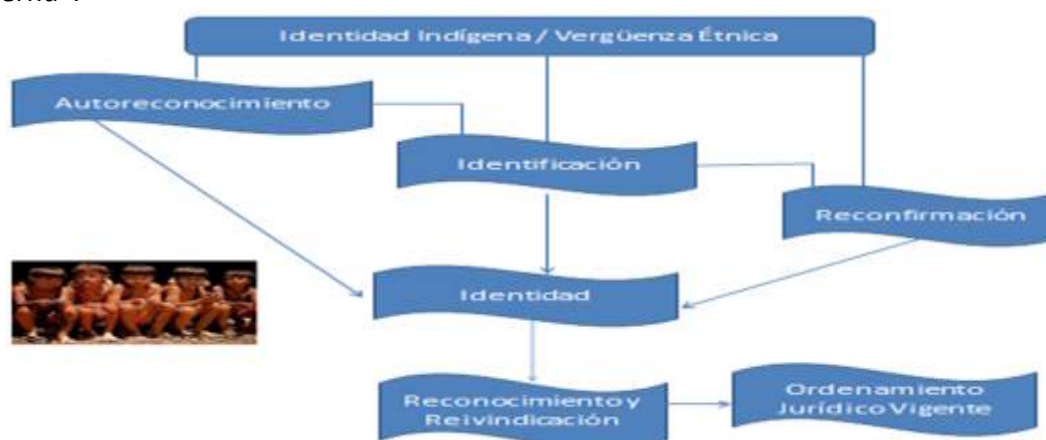 Identidad Indígena / Vergüenza Étnica
Autoreconocimiento
Identificación
Reconfirmación
Identidad
Reconocimiento y
Reivindicación
Ordenamiento
Jurídico Vigente